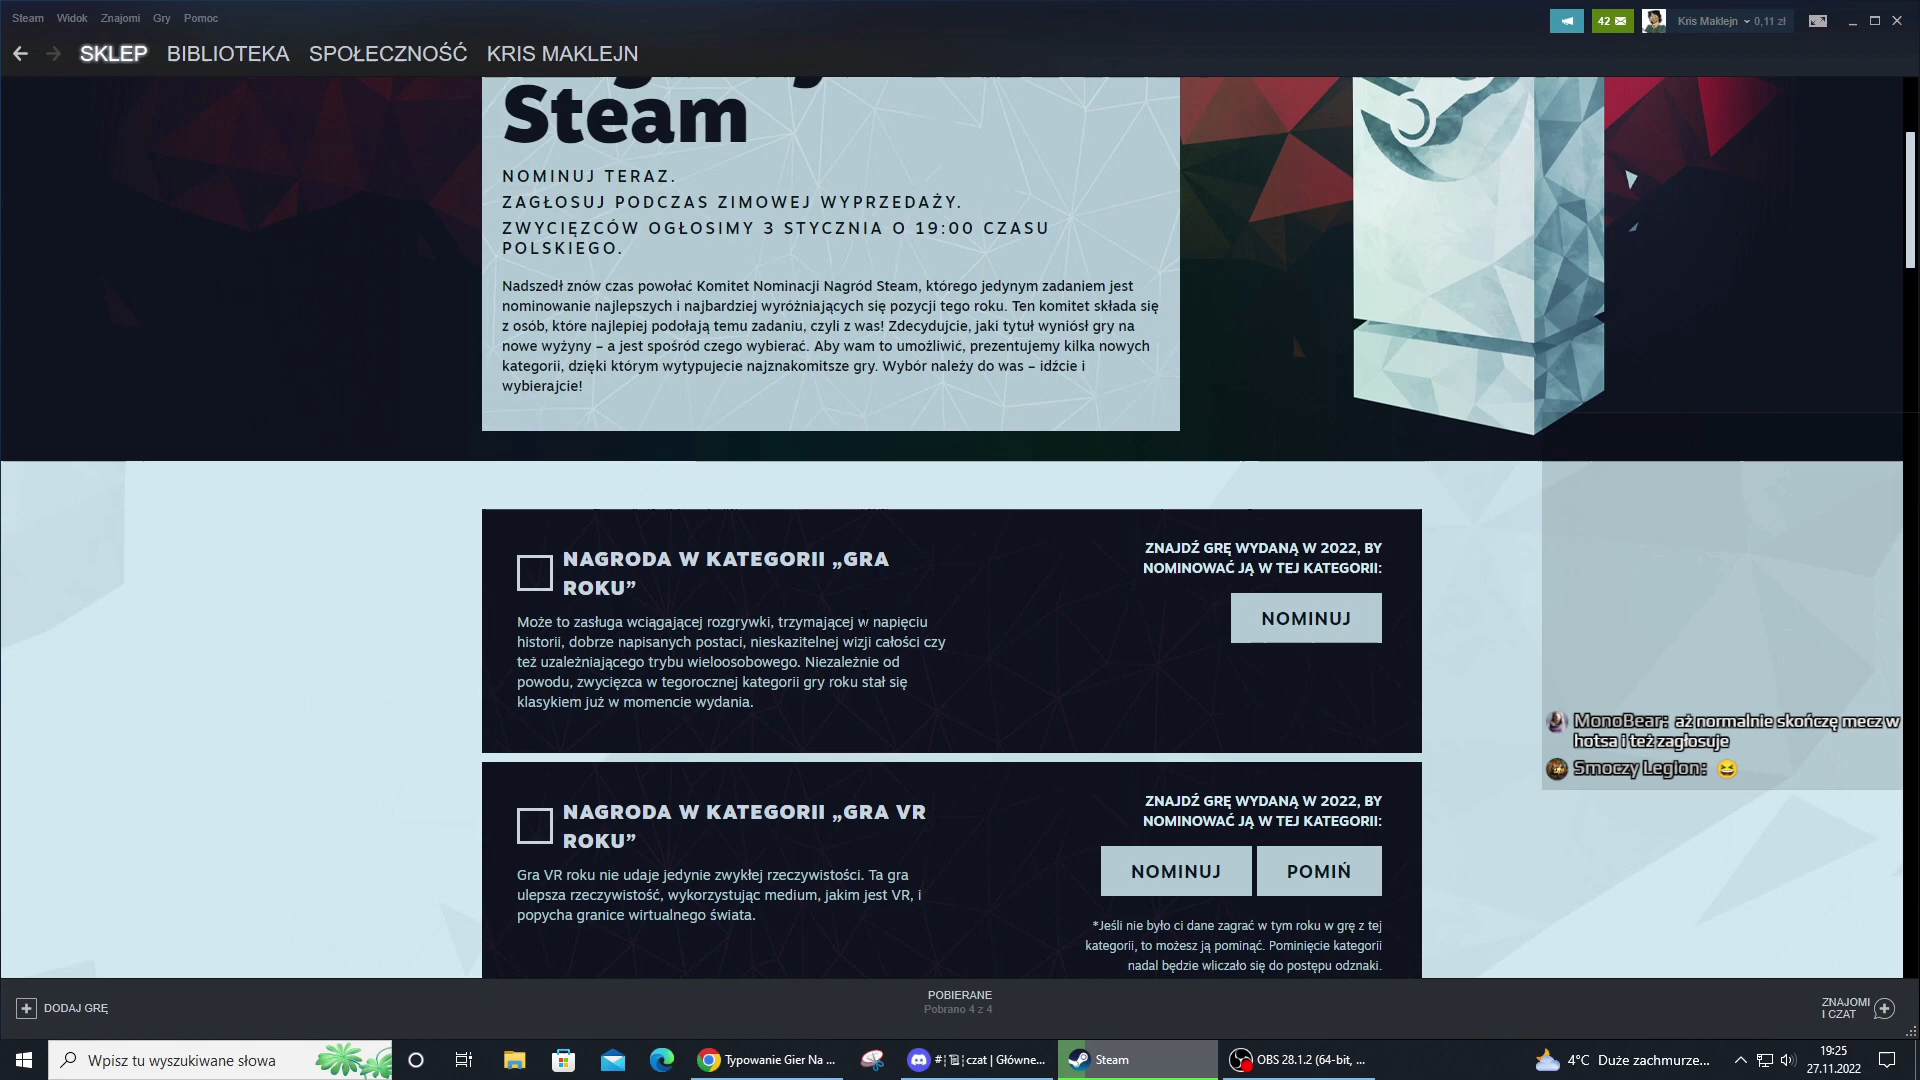 Steam Widok Znajomi Gry Pomoc
42 Kris Maklejn 0,11 zł
SKLEP BIBLIOTEKA SPOŁECZNOŚĆ KRIS MAKLEJN
Steam
NOMINUJ TERAZ.
ZAGŁOSUJ PODCZAS ZIMOWEJ WYPRZEDAŻY.
ZWYCIĘZCÓW OGŁOSIMY 3 STYCZNIA O 19:00 CZASU
POLSKIEGO.
Nadszedł znów czas powołać Komitet Nominacji Nagród Steam, którego jedynym zadaniem jest
nominowanie najlepszych i najbardziej wyróżniających się pozycji tego roku. Ten komitet składa się
z osób, które najlepiej podołają temu zadaniu, czyli z was! Zdecydujcie, jaki tytuł wyniósł gry na
nowe wyżyny – a jest spośród czego wybierać. Aby wam to umożliwić, prezentujemy kilka nowych
kategorii, dzięki którym wytypujecie najznakomitsze gry. Wybór należy do was – idźcie i
wybierajcie!
NAGRODA W KATEGORII „GRA
ROKU”
Może to zasługa wciągającej rozgrywki, trzymającej w napięciu
historii, dobrze napisanych postaci, nieskazitelnej wizji całości czy
też uzależniającego trybu wieloosobowego. Niezależnie od
powodu, zwycięzca w tegorocznej kategorii gry roku stał się
klasykiem już w momencie wydania.
ZNAJDŹ GRĘ WYDANĄ W 2022, BY
NOMINOWAĆ JĄ W TEJ KATEGORII:
NOMINUJ
MonoBear: aż normalnie skończę mecz w
hotsa i też zagłosuje
Smoczy Legion: 😆
NAGRODA W KATEGORII „GRA VR
ROKU”
Gra VR roku nie udaje jedynie zwykłej rzeczywistości. Ta gra
ulepsza rzeczywistość, wykorzystując medium, jakim jest VR, i
popycha granice wirtualnego świata.
ZNAJDŹ GRĘ WYDANĄ W 2022, BY
NOMINOWAĆ JĄ W TEJ KATEGORII:
NOMINUJ POMIŃ
*Jeśli nie było ci dane zagrać w tym roku w grę z tej
kategorii, to możesz ją pominąć. Pominięcie kategorii
nadal będzie wliczało się do postępu odznaki.
DODAJ GRĘ
POBIERANE
Pobrano 4 z 4
ZNAJOMI
I CZAT
Wpisz tu wyszukiwane słowa
Typowanie Gier Na ...
czat | Główne...
Steam
OBS 28.1.2 (64-bit, ...
4°C Duże zachmurze...
19:25
27.11.2022